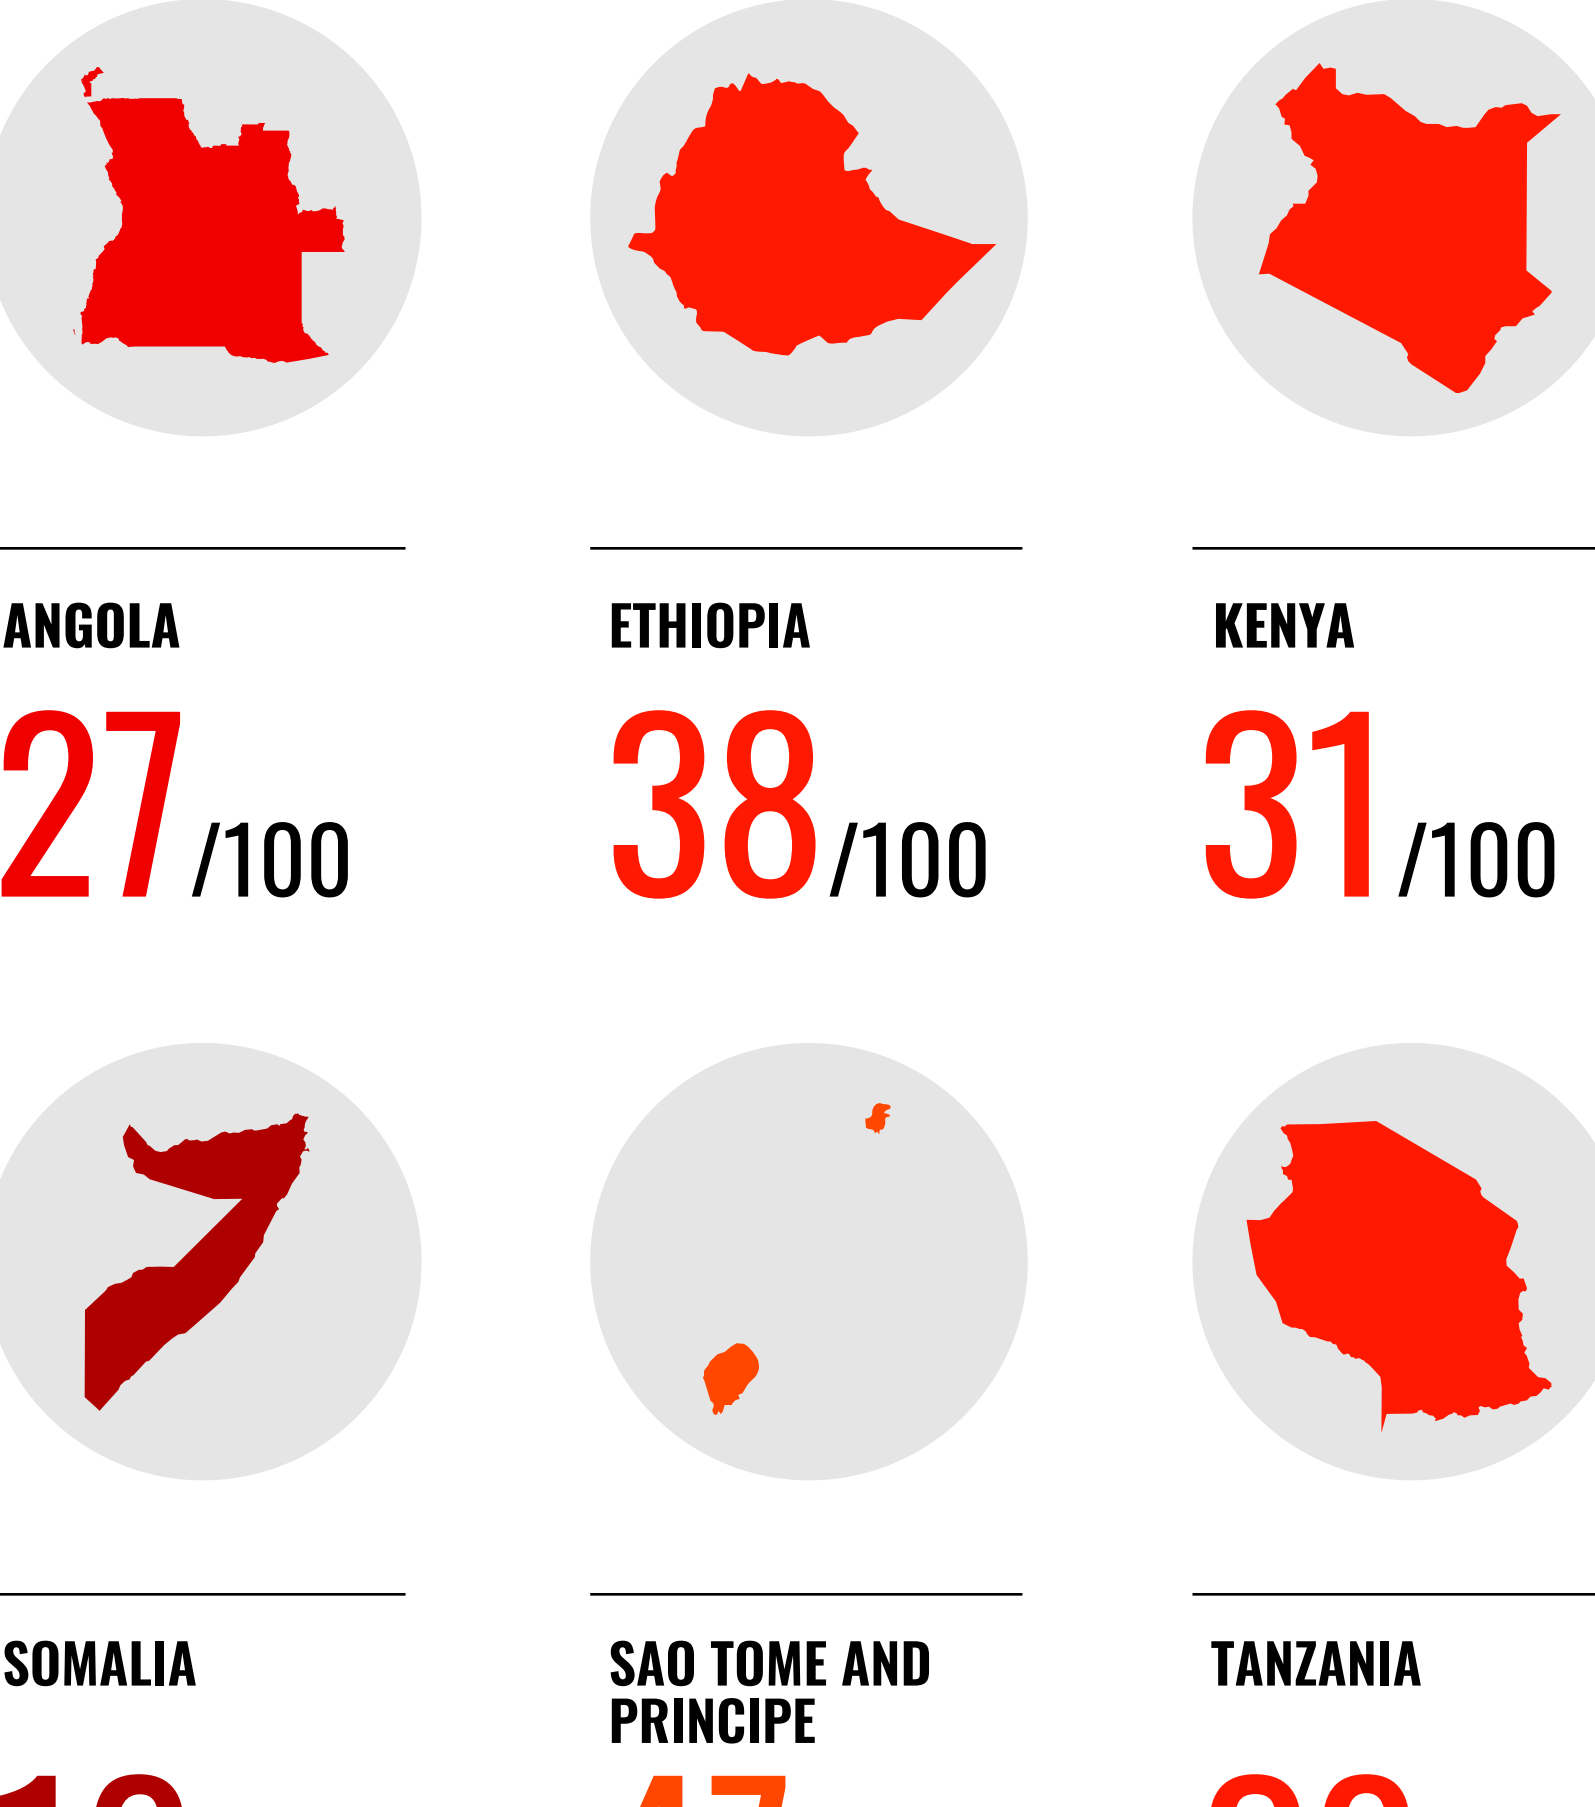 ANGOLA
ETHIOPIA
KENYA
27/100
38/100
31/100
SOMALIA
SAO TOME AND
PRINCIPE
TANZANIA